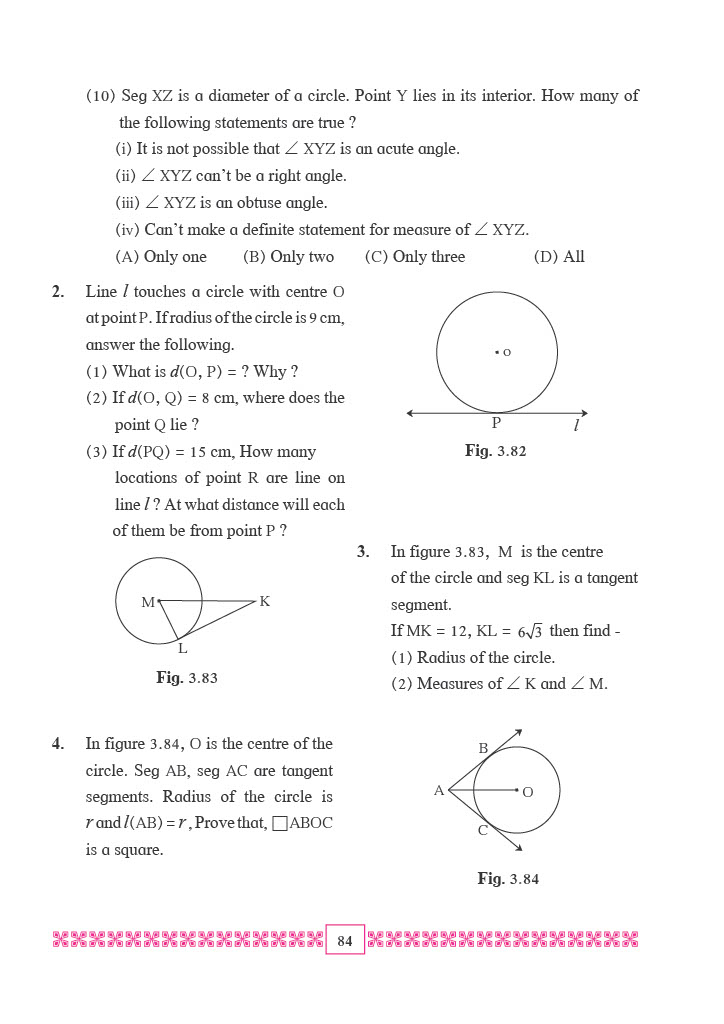 (10) Seg XZ is a diameter of a circle. Point Y lies in its interior. How many of
the following statements are true ?
(i) It is not possible that ∠ XYZ is an acute angle.
(ii) ∠ XYZ can't be a right angle.
(iii) ∠ XYZ is an obtuse angle.
(iv) Can't make a definite statement for measure of ∠ XYZ.
(A) Only one (B) Only two (C) Only three (D) All
2. Line l touches a circle with centre O
at point P. If radius of the circle is 9 cm,
answer the following.
(1) What is d(O, P) = ? Why ?
(2) If d(O, Q) = 8 cm, where does the
point Q lie ?
(3) If d(PQ) = 15 cm, How many
locations of point R are line on
line l ? At what distance will each
of them be from point P ?
O
P
l
Fig. 3.82
M
K
L
Fig. 3.83
3. In figure 3.83, M is the centre
of the circle and seg KL is a tangent
segment.
If MK = 12, KL = 6√3 then find -
(1) Radius of the circle.
(2) Measures of ∠ K and ∠ M.
4. In figure 3.84, O is the centre of the
circle. Seg AB, seg AC are tangent
segments. Radius of the circle is
r and l(AB) = r , Prove that, □ABOC
is a square.
B
A
O
C
Fig. 3.84
84